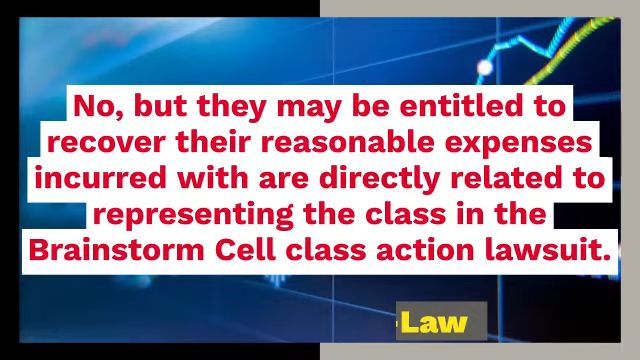 No, but they may be entitled to
recover their reasonable expenses
incurred with are directly related to
representing the class in the
Brainstorm Cell class action lawsuit.
-Law